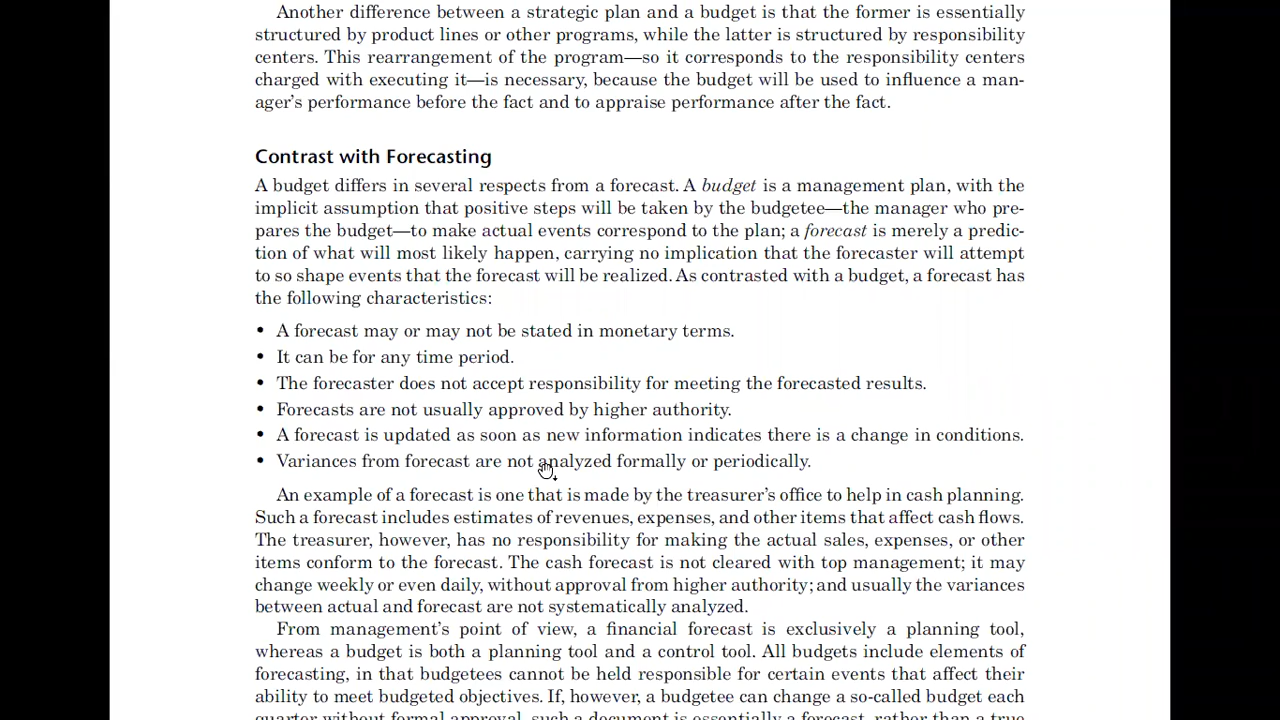 Another difference between a strategic plan and a budget is that the former is essentially
structured by product lines or other programs, while the latter is structured by responsibility
centers. This rearrangement of the program—so it corresponds to the responsibility centers
charged with executing it—is necessary, because the budget will be used to influence a man-
ager's performance before the fact and to appraise performance after the fact.
Contrast with Forecasting
A budget differs in several respects from a forecast. A budget is a management plan, with the
implicit assumption that positive steps will be taken by the budgetee—the manager who pre-
pares the budget—to make actual events correspond to the plan; a forecast is merely a predic-
tion of what will most likely happen, carrying no implication that the forecaster will attempt
to so shape events that the forecast will be realized. As contrasted with a budget, a forecast has
the following characteristics:
• A forecast may or may not be stated in monetary terms.
• It can be for any time period.
• The forecaster does not accept responsibility for meeting the forecasted results.
• Forecasts are not usually approved by higher authority.
• A forecast is updated as soon as new information indicates there is a change in conditions.
• Variances from forecast are not analyzed formally or periodically.
An example of a forecast is one that is made by the treasurer's office to help in cash planning.
Such a forecast includes estimates of revenues, expenses, and other items that affect cash flows.
The treasurer, however, has no responsibility for making the actual sales, expenses, or other
items conform to the forecast. The cash forecast is not cleared with top management; it may
change weekly or even daily, without approval from higher authority; and usually the variances
between actual and forecast are not systematically analyzed.
From management's point of view, a financial forecast is exclusively a planning tool,
whereas a budget is both a planning tool and a control tool. All budgets include elements of
forecasting, in that budgetees cannot be held responsible for certain events that affect their
ability to meet budgeted objectives. If, however, a budgetee can change a so-called budget each
quarter without formal approval, such a document is essentially a forecast, rather than a true